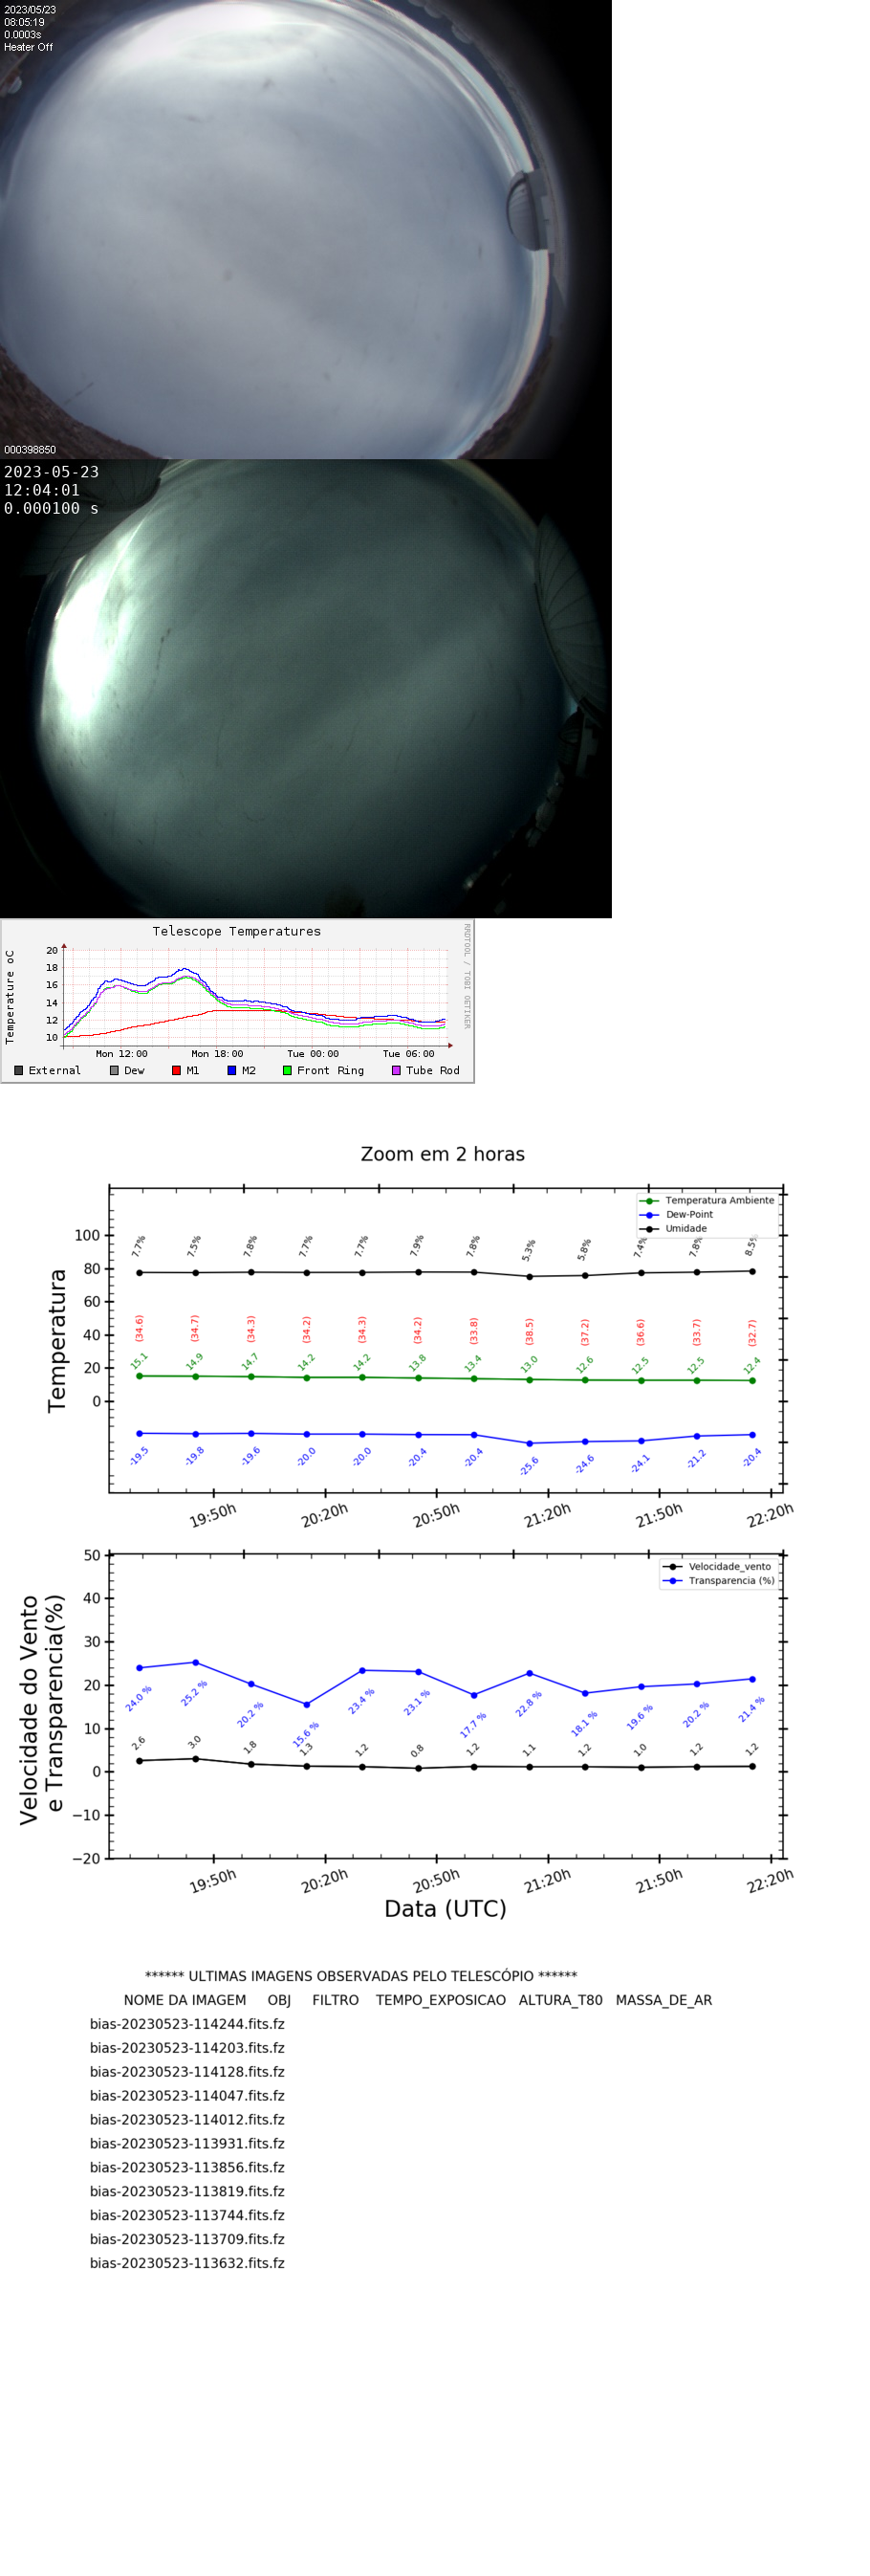 2023/05/23
08:05:19
0.0003s
Heater Off
000398850
2023-05-23
12:04:01
0.000100 s
Telescope Temperatures
RRDTOOL / TOBI OETIKER
Temperature oC
20
18
16
14
12
10
Mon 12:00 Mon 18:00 Tue 00:00 Tue 06:00
External Dew M1 M2 Front Ring Tube Rod
Zoom em 2 horas
Temperatura
Temperatura Ambiente
Dew-Point
Umidade
100
80
60
40
20
0
7.7% 7.5% 7.8% 7.7% 7.7% 7.9% 7.8% 5.3% 5.8% 7.4% 7.8% 8.5%
(34.6) (34.7) (34.3) (34.2) (34.3) (34.2) (33.8) (38.5) (37.2) (36.6) (33.7) (32.7)
15.1 14.9 14.7 14.2 14.2 13.8 13.4 13.0 12.6 12.5 12.5 12.4
-19.5 -19.8 -19.6 -20.0 -20.0 -20.4 -20.4 -25.6 -24.6 -24.1 -21.2 -20.4
19:50h 20:20h 20:50h 21:20h 21:50h 22:20h
Velocidade do Vento
e Transparencia(%)
Velocidade_vento
Transparencia (%)
50
40
30
20
10
0
−10
−20
24.0 % 25.2 % 20.2 % 15.6 % 23.4 % 23.1 % 17.7 % 22.8 % 18.1 % 19.6 % 20.2 % 21.4 %
2.6 3.0 1.8 1.3 1.2 0.8 1.2 1.1 1.2 1.0 1.2 1.2
19:50h 20:20h 20:50h 21:20h 21:50h 22:20h
Data (UTC)
****** ULTIMAS IMAGENS OBSERVADAS PELO TELESCÓPIO ******
NOME DA IMAGEM OBJ FILTRO TEMPO_EXPOSICAO ALTURA_T80 MASSA_DE_AR
bias-20230523-114244.fits.fz
bias-20230523-114203.fits.fz
bias-20230523-114128.fits.fz
bias-20230523-114047.fits.fz
bias-20230523-114012.fits.fz
bias-20230523-113931.fits.fz
bias-20230523-113856.fits.fz
bias-20230523-113819.fits.fz
bias-20230523-113744.fits.fz
bias-20230523-113709.fits.fz
bias-20230523-113632.fits.fz